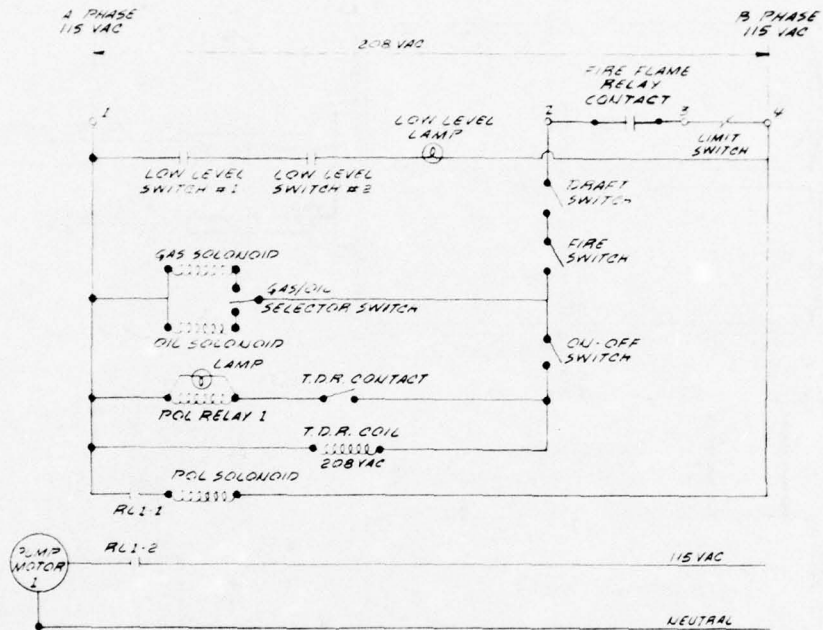 A PHASE
115 VAC
B PHASE
115 VAC
208 VAC
FIRE FLAME
RELAY
CONTACT
1
2
3
4
LOW LEVEL
LAMP
LIMIT
SWITCH
LOW LEVEL
SWITCH #1
LOW LEVEL
SWITCH #2
DRAFT
SWITCH
FIRE
SWITCH
GAS SOLONOID
GAS/OIL
SELECTOR SWITCH
OIL SOLONOID
ON-OFF
SWITCH
LAMP
T.D.R. CONTACT
POL RELAY 1
T.D.R. COIL
208 VAC
POL SOLONOID
RL1-1
PUMP
MOTOR
1
RL1-2
115 VAC
NEUTRAL